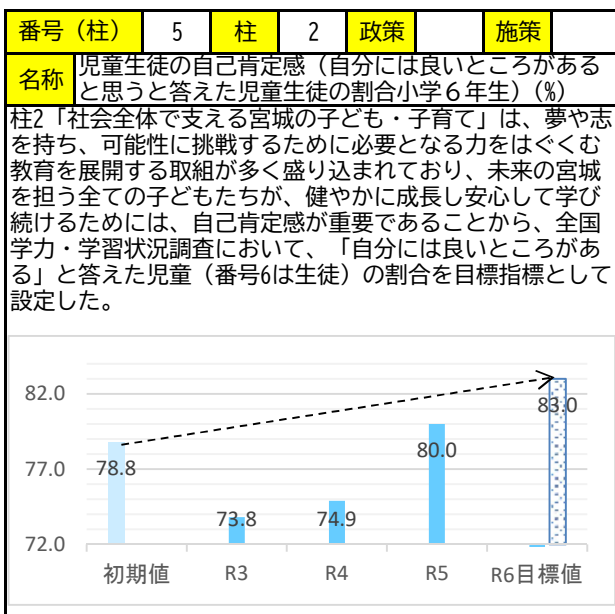 番号（柱） 5 柱 2 政策 施策
名称 児童生徒の自己肯定感（自分には良いところがある
と思うと答えた児童生徒の割合小学６年生）(%)
柱2「社会全体で支える宮城の子ども・子育て」は、夢や志
を持ち、可能性に挑戦するために必要となる力をはぐくむ
教育を展開する取組が多く盛り込まれており、未来の宮城
を担う全ての子どもたちが、健やかに成長し安心して学び
続けるためには、自己肯定感が重要であることから、全国
学力・学習状況調査において、「自分には良いところがあ
る」と答えた児童（番号6は生徒）の割合を目標指標として
設定した。
82.0
77.0
72.0
78.8
73.8
74.9
80.0
83.0
初期値 R3 R4 R5 R6目標値